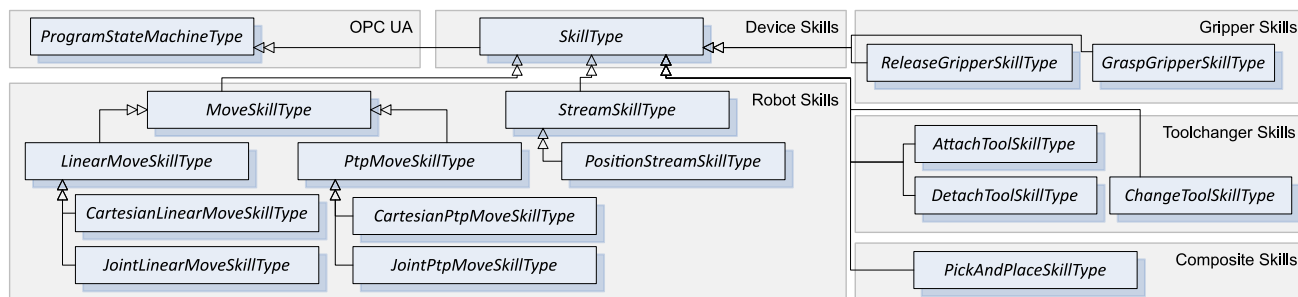 OPC UA
ProgramStateMachineType
Device Skills
SkillType
Gripper Skills
ReleaseGripperSkillType
GraspGripperSkillType
Robot Skills
MoveSkillType
StreamSkillType
LinearMoveSkillType
PtpMoveSkillType
PositionStreamSkillType
CartesianLinearMoveSkillType
CartesianPtpMoveSkillType
JointLinearMoveSkillType
JointPtpMoveSkillType
Toolchanger Skills
AttachToolSkillType
DetachToolSkillType
ChangeToolSkillType
Composite Skills
PickAndPlaceSkillType